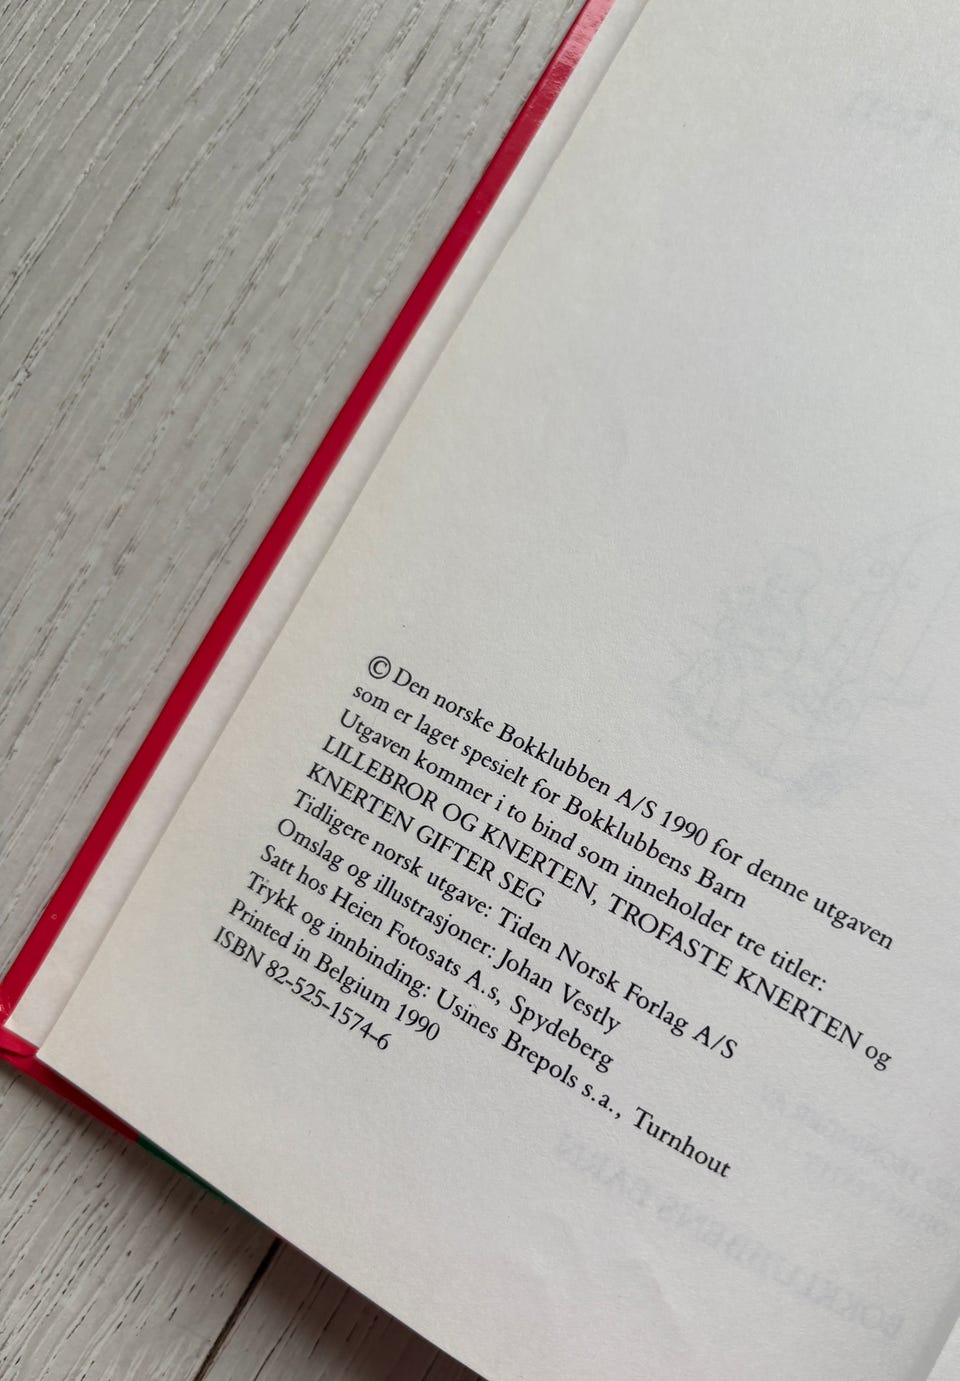 © Den norske Bokklubben A/S 1990 for denne utgaven
som er laget spesielt for Bokklubbens Barn
Utgaven kommer i to bind som inneholder tre titler:
LILLEBROR OG KNERTEN, TROFASTE KNERTEN og
KNERTEN GIFTER SEG
Tidligere norsk utgave: Tiden Norsk Forlag A/S
Omslag og illustrasjoner: Johan Vestly
Satt hos Heien Fotosats A.s, Spydeberg
Trykk og innbinding: Usines Brepols s.a., Turnhout
Printed in Belgium 1990
ISBN 82-525-1574-6
BOKKLUBBENS BARN